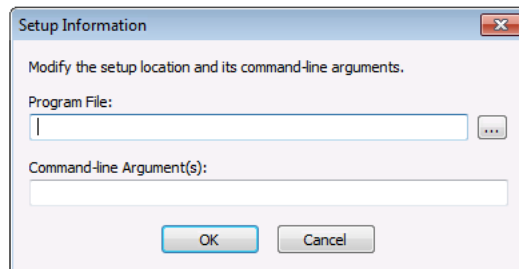 Setup Information
Modify the setup location and its command-line arguments.
Program File:
...
Command-line Argument(s):
OK Cancel